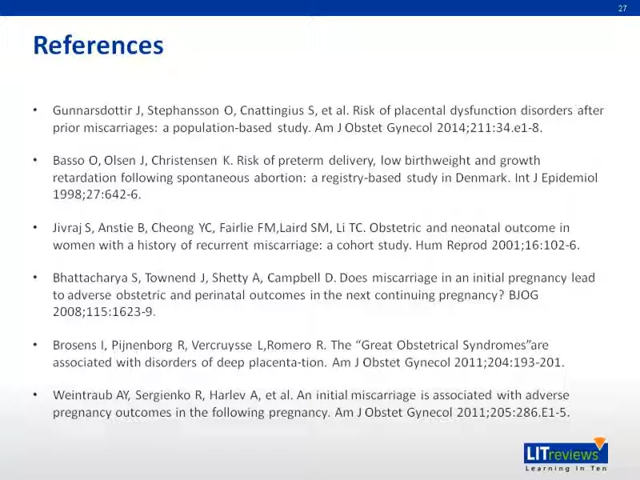 27
References
• Gunnarsdottir J, Stephansson O, Cnattingius S, et al. Risk of placental dysfunction disorders after
prior miscarriages: a population-based study. Am J Obstet Gynecol 2014;211:34.e1-8.
• Basso O, Olsen J, Christensen K. Risk of preterm delivery, low birthweight and growth
retardation following spontaneous abortion: a registry-based study in Denmark. Int J Epidemiol
1998;27:642-6.
• Jivraj S, Anstie B, Cheong YC, Fairlie FM,Laird SM, Li TC. Obstetric and neonatal outcome in
women with a history of recurrent miscarriage: a cohort study. Hum Reprod 2001;16:102-6.
• Bhattacharya S, Townend J, Shetty A, Campbell D. Does miscarriage in an initial pregnancy lead
to adverse obstetric and perinatal outcomes in the next continuing pregnancy? BJOG
2008;115:1623-9.
• Brosens I, Pijnenborg R, Vercruysse L,Romero R. The “Great Obstetrical Syndromes”are
associated with disorders of deep placenta-tion. Am J Obstet Gynecol 2011;204:193-201.
• Weintraub AY, Sergienko R, Harlev A, et al. An initial miscarriage is associated with adverse
pregnancy outcomes in the following pregnancy. Am J Obstet Gynecol 2011;205:286.E1-5.
LITreviews
Learning In Ten